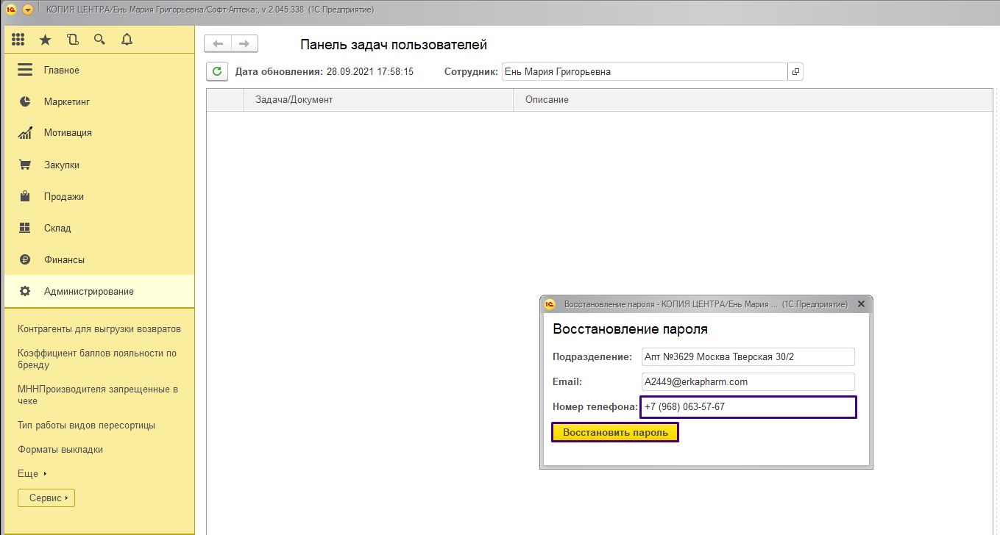 КОПИЯ ЦЕНТРА/Ень Мария Григорьевна/Софт-Аптека:, v.2.045.338 (1С:Предприятие)
Панель задач пользователей
Дата обновления: 28.09.2021 17:58:15 Сотрудник: Ень Мария Григорьевна
Задача/Документ Описание
Главное
Маркетинг
Мотивация
Закупки
Продажи
Склад
Финансы
Администрирование
Контрагенты для выгрузки возвратов
Коэффициент баллов лояльности по
бренду
МННПроизводителя запрещенные в
чеке
Тип работы видов пересортицы
Форматы выкладки
Еще
Сервис
Восстановление пароля - КОПИЯ ЦЕНТРА/Ень Мария ... (1С:Предприятие)
Восстановление пароля
Подразделение: Апт №3629 Москва Тверская 30/2
Email: A2449@erkapharm.com
Номер телефона: +7 (968) 063-57-67
Восстановить пароль